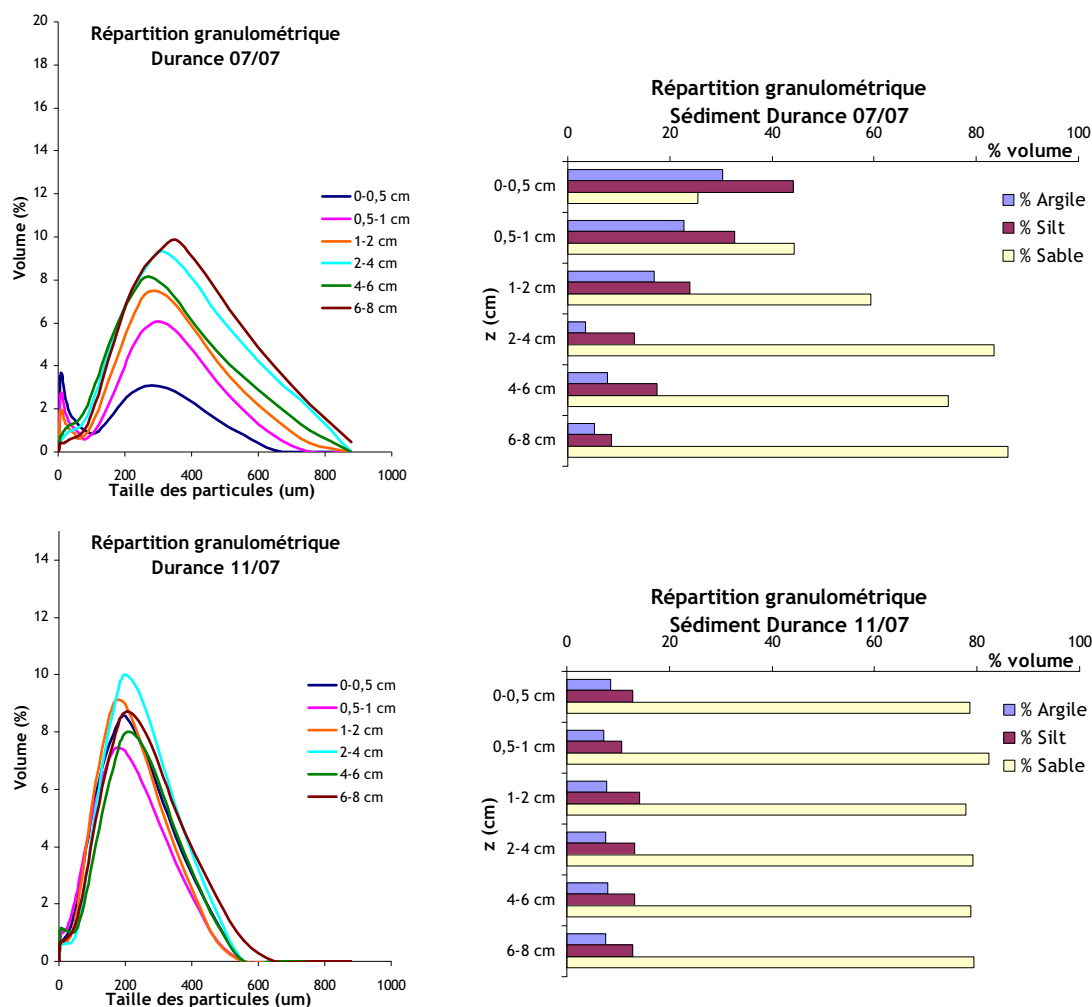 Répartition granulométrique
Durance 07/07
20
18
16
14
12
10
8
6
4
2
0
Volume (%)
0-0,5 cm
0,5-1 cm
1-2 cm
2-4 cm
4-6 cm
6-8 cm
0
200
400
600
800
1000
Taille des particules (um)
Répartition granulométrique
Sédiment Durance 07/07
0
20
40
60
80
100
% volume
z (cm)
0-0,5 cm
0,5-1 cm
1-2 cm
2-4 cm
4-6 cm
6-8 cm
% Argile
% Silt
% Sable
Répartition granulométrique
Durance 11/07
14
12
10
8
6
4
2
0
Volume (%)
0-0,5 cm
0,5-1 cm
1-2 cm
2-4 cm
4-6 cm
6-8 cm
0
200
400
600
800
1000
Taille des particules (um)
Répartition granulométrique
Sédiment Durance 11/07
0
20
40
60
80
100
% volume
z (cm)
0-0,5 cm
0,5-1 cm
1-2 cm
2-4 cm
4-6 cm
6-8 cm
% Argile
% Silt
% Sable